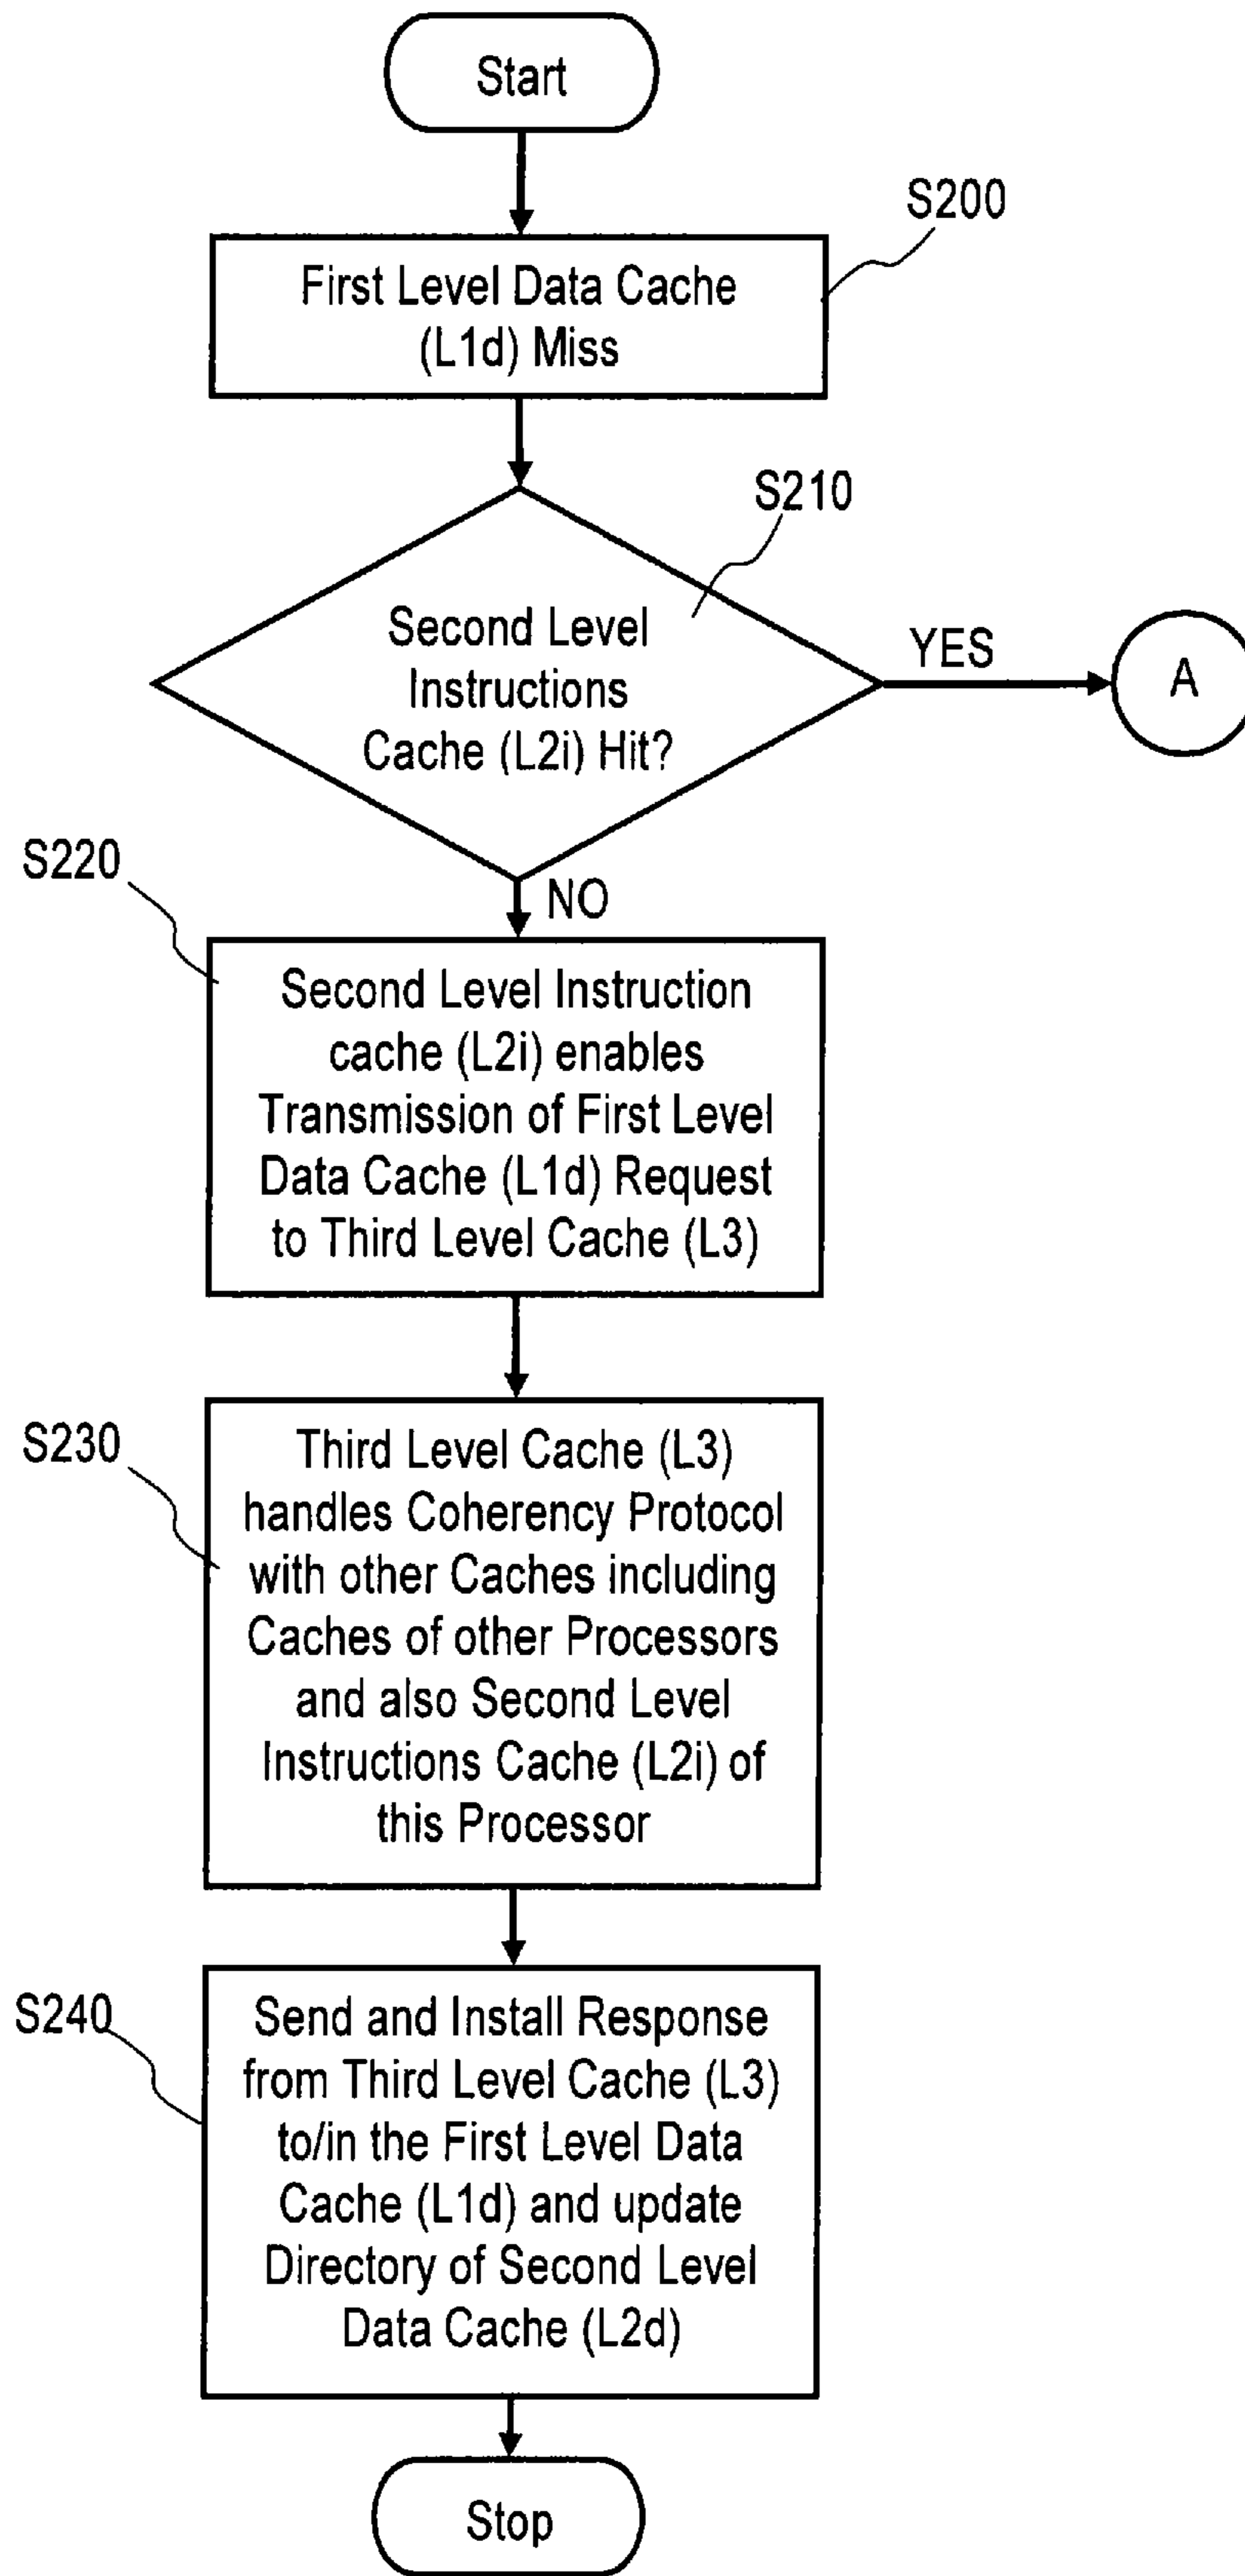 Start
S200
First Level Data Cache
(L1d) Miss
S210
Second Level
Instructions
Cache (L2i) Hit?
YES
A
S220
NO
Second Level Instruction
cache (L2i) enables
Transmission of First Level
Data Cache (L1d) Request
to Third Level Cache (L3)
S230
Third Level Cache (L3)
handles Coherency Protocol
with other Caches including
Caches of other Processors
and also Second Level
Instructions Cache (L2i) of
this Processor
S240
Send and Install Response
from Third Level Cache (L3)
to/in the First Level Data
Cache (L1d) and update
Directory of Second Level
Data Cache (L2d)
Stop